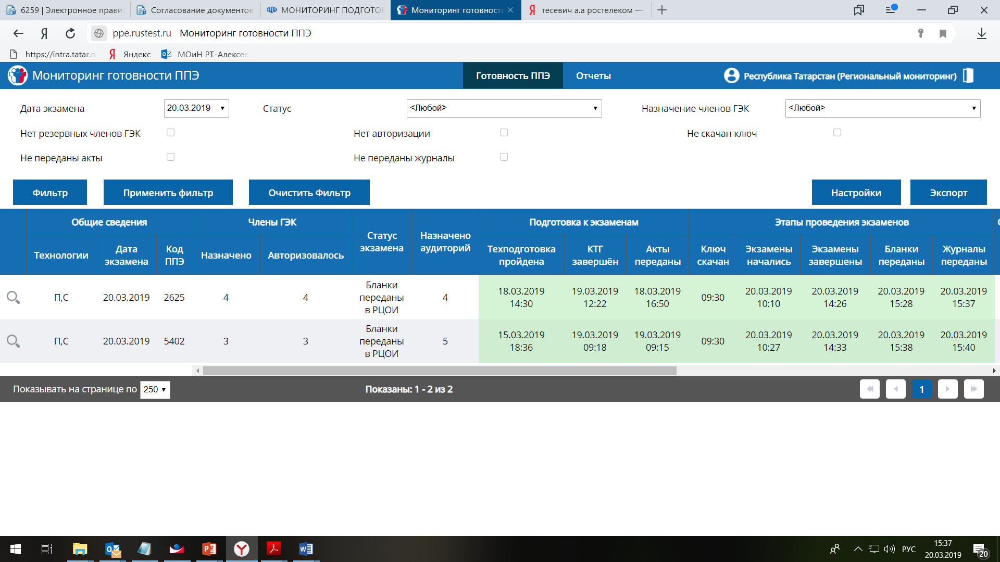 6259 | Электронное прави
Согласование документов
МОНИТОРИНГ ПОДГОТОВ
Мониторинг готовности
тесевич а.а ростелеком —
ppe.rustest.ru Мониторинг готовности ППЭ
https://intra.tatar.ru
Яндекс
МОиН РТ-Алексее
Мониторинг готовности ППЭ
Готовность ППЭ
Отчеты
Республика Татарстан (Региональный мониторинг)
Дата экзамена 20.03.2019 Статус <Любой> Назначение членов ГЭК <Любой>
Нет резервных членов ГЭК Нет авторизации Не скачан ключ
Не переданы акты Не переданы журналы
Фильтр Применить фильтр Очистить Фильтр Настройки Экспорт
Общие сведения Члены ГЭК Статус экзамена Назначено аудиторий Подготовка к экзаменам Этапы проведения экзаменов
Технологии Дата экзамена Код ППЭ Назначено Авторизовалось Техподготовка пройдена КТГ завершён Акты переданы Ключ скачан Экзамены начались Экзамены завершены Бланки переданы Журналы переданы
П,С 20.03.2019 2625 4 4 Бланки переданы в РЦОИ 4 18.03.2019 14:30 19.03.2019 12:22 18.03.2019 16:50 09:30 20.03.2019 10:10 20.03.2019 14:26 20.03.2019 15:28 20.03.2019 15:37
П,С 20.03.2019 5402 3 3 Бланки переданы в РЦОИ 5 15.03.2019 18:36 19.03.2019 09:18 19.03.2019 09:15 09:30 20.03.2019 10:27 20.03.2019 14:33 20.03.2019 15:38 20.03.2019 15:40
Показывать на странице по 250 Показаны: 1 - 2 из 2 1
РУС
15:37
20.03.2019
20